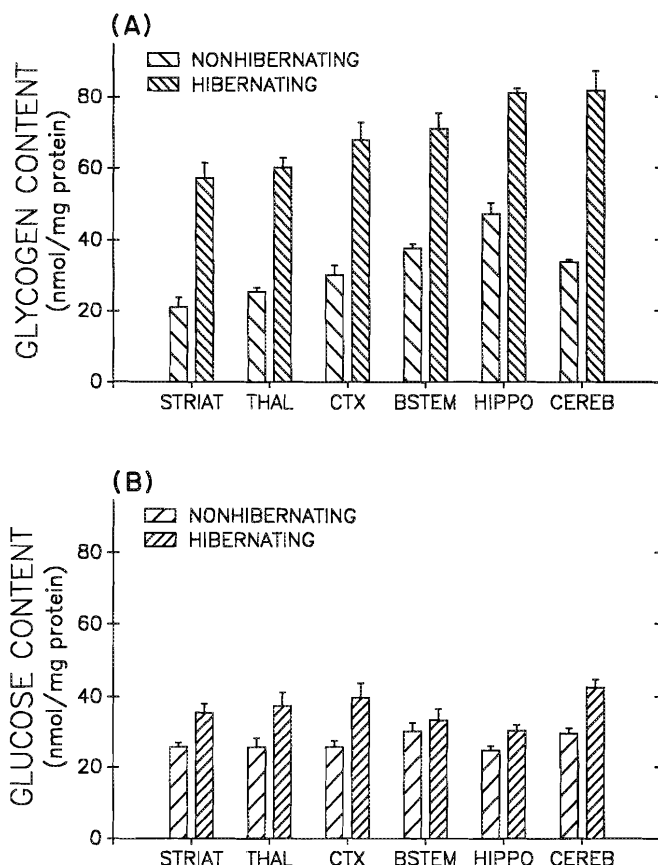 (A)
NONHIBERNATING
HIBERNATING
GLYCOGEN CONTENT
(nmol/mg protein)
80
60
40
20
0
STRIAT THAL CTX BSTEM HIPPO CEREB
(B)
NONHIBERNATING
HIBERNATING
GLUCOSE CONTENT
(nmol/mg protein)
80
60
40
20
0
STRIAT THAL CTX BSTEM HIPPO CEREB